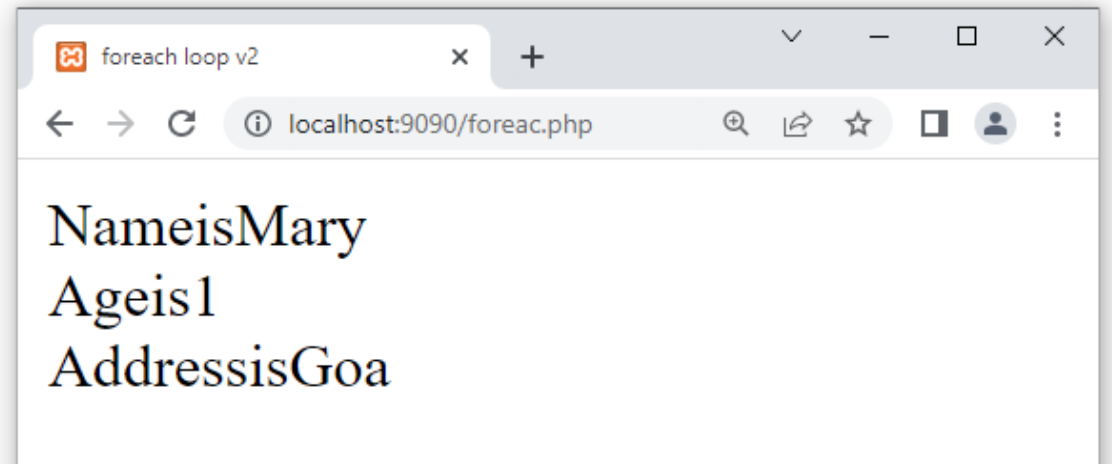 foreach loop v2
localhost:9090/foreac.php
NameisMary
Ageis1
AddressisGoa